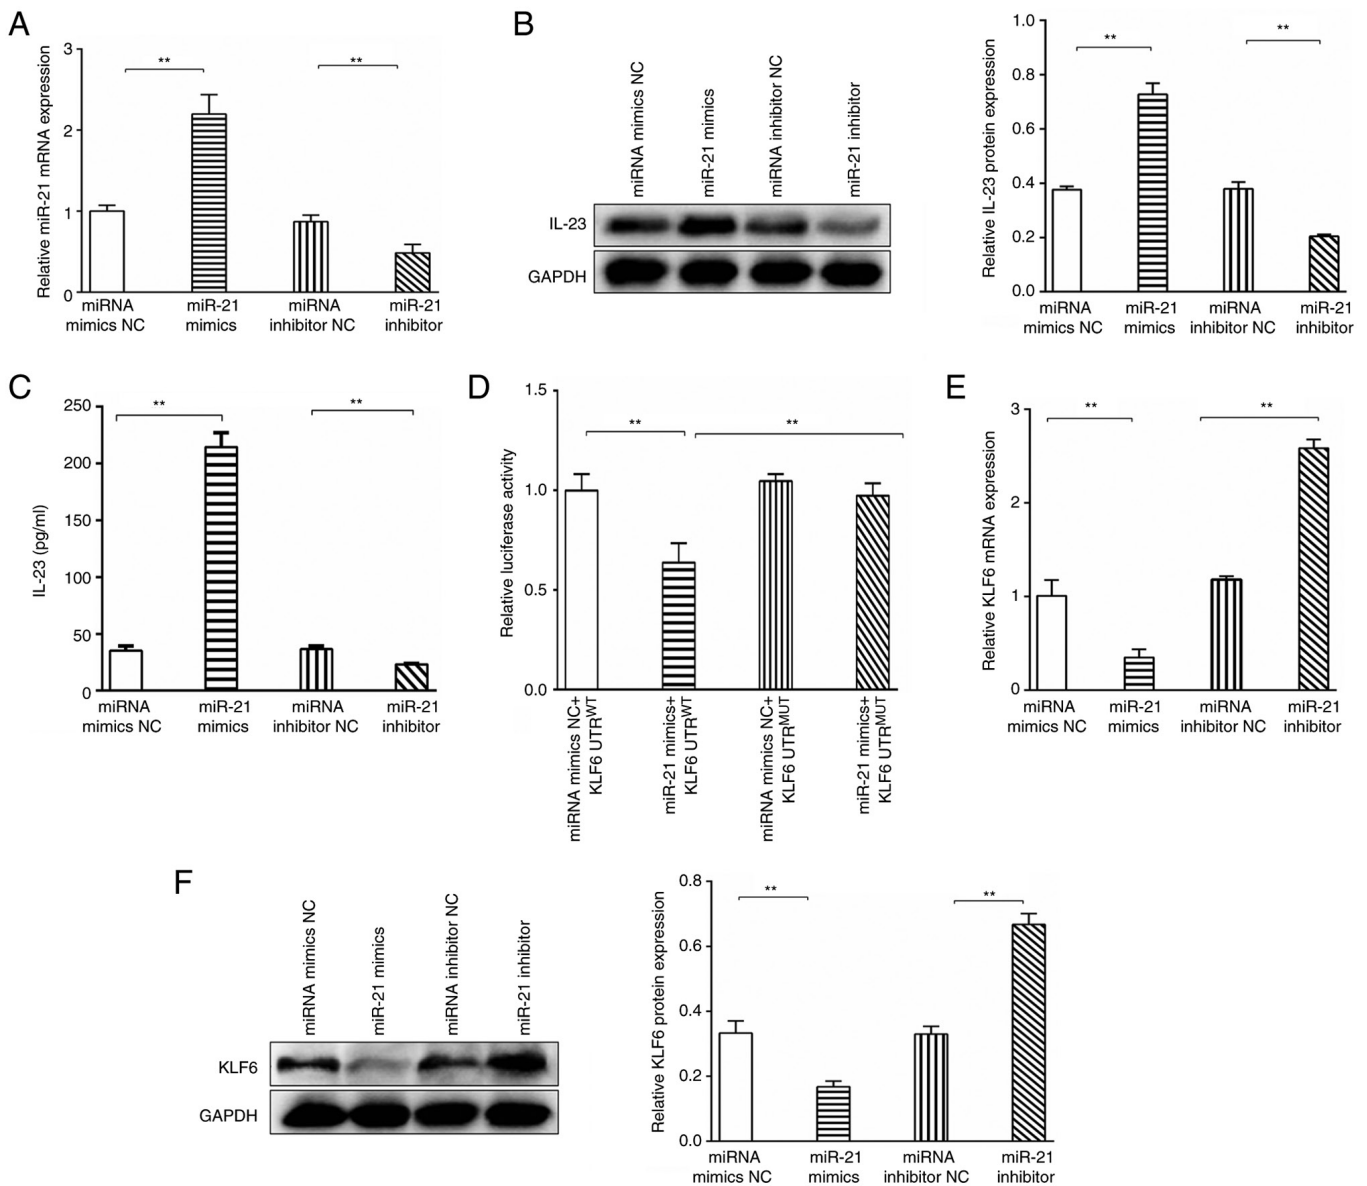 A
Relative miR-21 mRNA expression
3
2
1
0
**
**
miRNA
mimics NC
miR-21
mimics
miRNA
inhibitor NC
miR-21
inhibitor
B
miRNA mimics NC
miR-21 mimics
miRNA inhibitor NC
miR-21 inhibitor
IL-23
GAPDH
Relative IL-23 protein expression
1.0
0.8
0.6
0.4
0.2
0.0
**
**
miRNA
mimics NC
miR-21
mimics
miRNA
inhibitor NC
miR-21
inhibitor
C
IL-23 (pg/ml)
250
200
150
100
50
0
**
**
miRNA
mimics NC
miR-21
mimics
miRNA
inhibitor NC
miR-21
inhibitor
D
Relative luciferase activity
1.5
1.0
0.5
0.0
**
**
miRNA mimics NC+
KLF6 UTRWT
miR-21 mimics+
KLF6 UTRWT
miRNA mimics NC+
KLF6 UTRMUT
miR-21 mimics+
KLF6 UTRMUT
E
Relative KLF6 mRNA expression
3
2
1
0
**
**
miRNA
mimics NC
miR-21
mimics
miRNA
inhibitor NC
miR-21
inhibitor
F
miRNA mimics NC
miR-21 mimics
miRNA inhibitor NC
miR-21 inhibitor
KLF6
GAPDH
Relative KLF6 protein expression
0.8
0.6
0.4
0.2
0.0
**
**
miRNA
mimics NC
miR-21
mimics
miRNA
inhibitor NC
miR-21
inhibitor